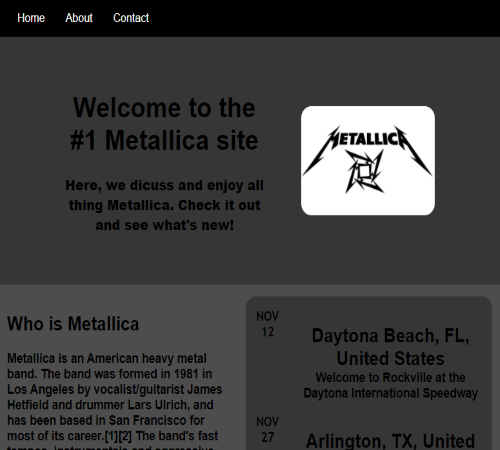 Home About Contact
Welcome to the
#1 Metallica site
Here, we dicuss and enjoy all
thing Metallica. Check it out
and see what's new!
METALLICA
Who is Metallica
Metallica is an American heavy metal
band. The band was formed in 1981 in
Los Angeles by vocalist/guitarist James
Hetfield and drummer Lars Ulrich, and
has been based in San Francisco for
most of its career.[1][2] The band's fast
NOV
12
Daytona Beach, FL,
United States
Welcome to Rockville at the
Daytona International Speedway
NOV
27
Arlington, TX, United